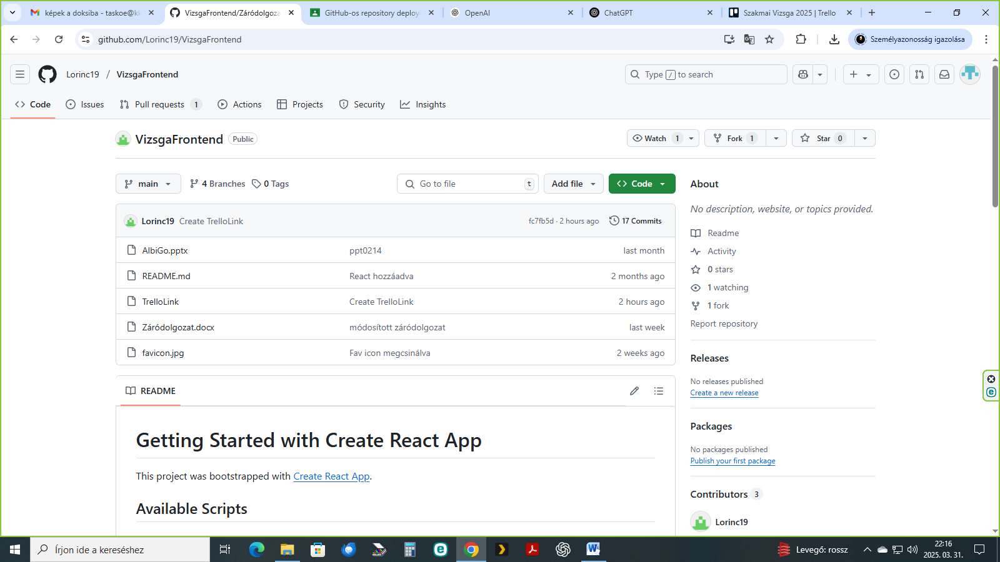 képek a doksiba - taskoe@kk
VizsgaFrontend/Záródolgoza
GitHub-os repository deploy
OpenAI
ChatGPT
Szakmai Vizsga 2025 | Trello
github.com/Lorinc19/VizsgaFrontend
Személyazonosság igazolása
Lorinc19 / VizsgaFrontend
Type / to search
Code
Issues
Pull requests 1
Actions
Projects
Security
Insights
VizsgaFrontend Public
Watch 1
Fork 1
Star 0
main
4 Branches
0 Tags
Go to file t
Add file
Code
Lorinc19 Create TrelloLink fc7fb5d · 2 hours ago 17 Commits
AlbiGo.pptx ppt0214 last month
README.md React hozzáadva 2 months ago
TrelloLink Create TrelloLink 2 hours ago
Záródolgozat.docx módosított záródolgozat last week
favicon.jpg Fav icon megcsinálva 2 weeks ago
README
Getting Started with Create React App
This project was bootstrapped with Create React App.
Available Scripts
About
No description, website, or topics provided.
Readme
Activity
0 stars
1 watching
1 fork
Report repository
Releases
No releases published
Create a new release
Packages
No packages published
Publish your first package
Contributors 3
Lorinc19
Írjon ide a kereséshez
Levegő: rossz
22:16
2025. 03. 31.